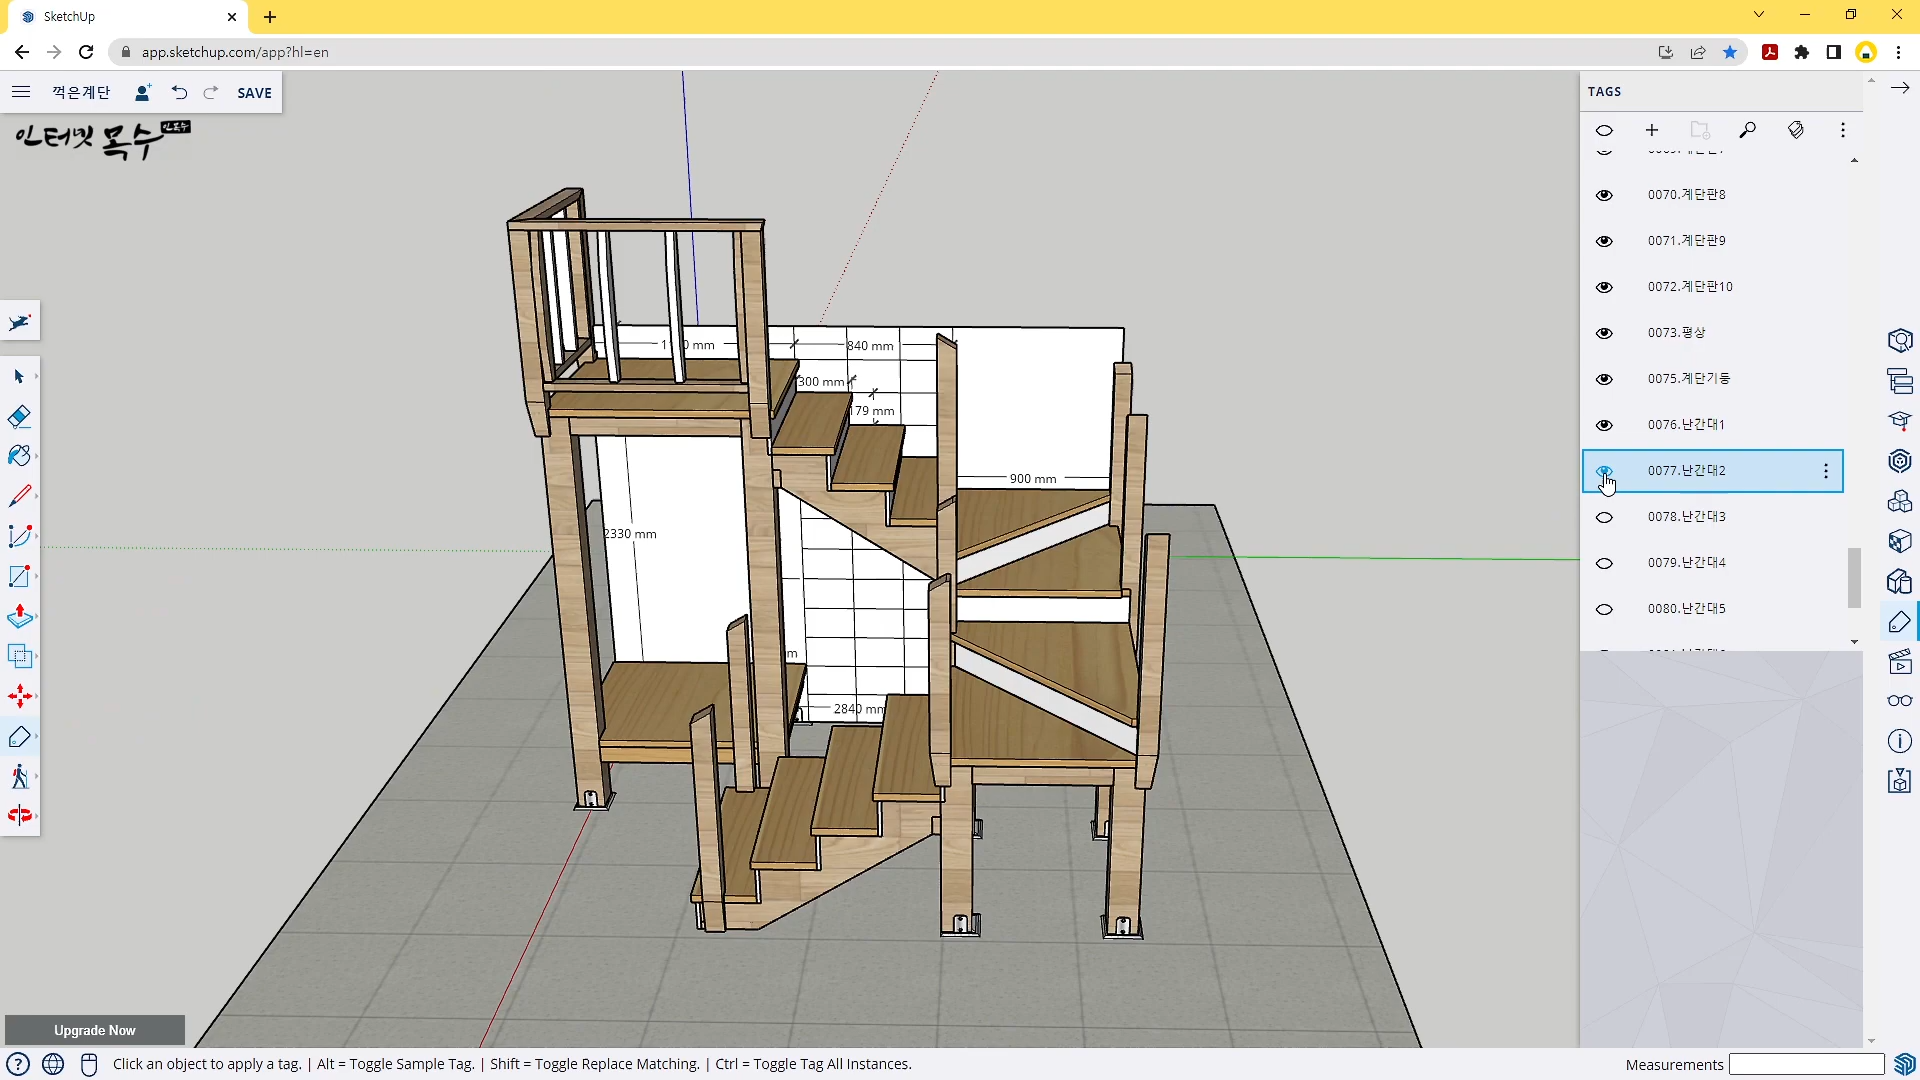 SketchUp
app.sketchup.com/app?hl=en
꺽은계단
SAVE
인터넷 목수
TAGS
0070.계단판8
0071.계단판9
0072.계단판10
0073.평상
0075.계단기둥
0076.난간대1
0077.난간대2
0078.난간대3
0079.난간대4
0080.난간대5
840 mm
300 mm
179 mm
900 mm
2330 mm
2840 mm
Upgrade Now
Click an object to apply a tag. | Alt = Toggle Sample Tag. | Shift = Toggle Replace Matching. | Ctrl = Toggle Tag All Instances.
Measurements